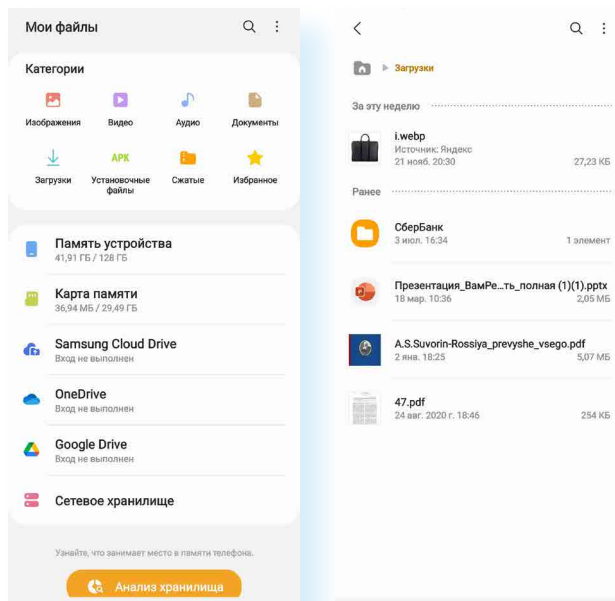 Мои файлы
Категории
Изображения
Видео
Аудио
Документы
APK
Загрузки
Установочные
файлы
Сжатые
Избранное
Память устройства
41,91 ГБ / 128 ГБ
Карта памяти
36,94 МБ / 29,49 ГБ
Samsung Cloud Drive
Вход не выполнен
OneDrive
Вход не выполнен
Google Drive
Вход не выполнен
Сетевое хранилище
Узнайте, что занимает место в памяти телефона.
Анализ хранилища
Загрузки
За эту неделю
i.webp
Источник: Яндекс
21 нояб. 20:30
27,23 КБ
Ранее
СберБанк
3 июл. 16:34
1 элемент
Презентация_ВамРе...ть_полная (1)(1).pptx
18 мар. 10:36
2,05 МБ
A.S.Suvorin-Rossiya_prevyshe_vsego.pdf
2 янв. 18:25
5,07 МБ
47.pdf
24 авг. 2020 г. 18:46
254 КБ